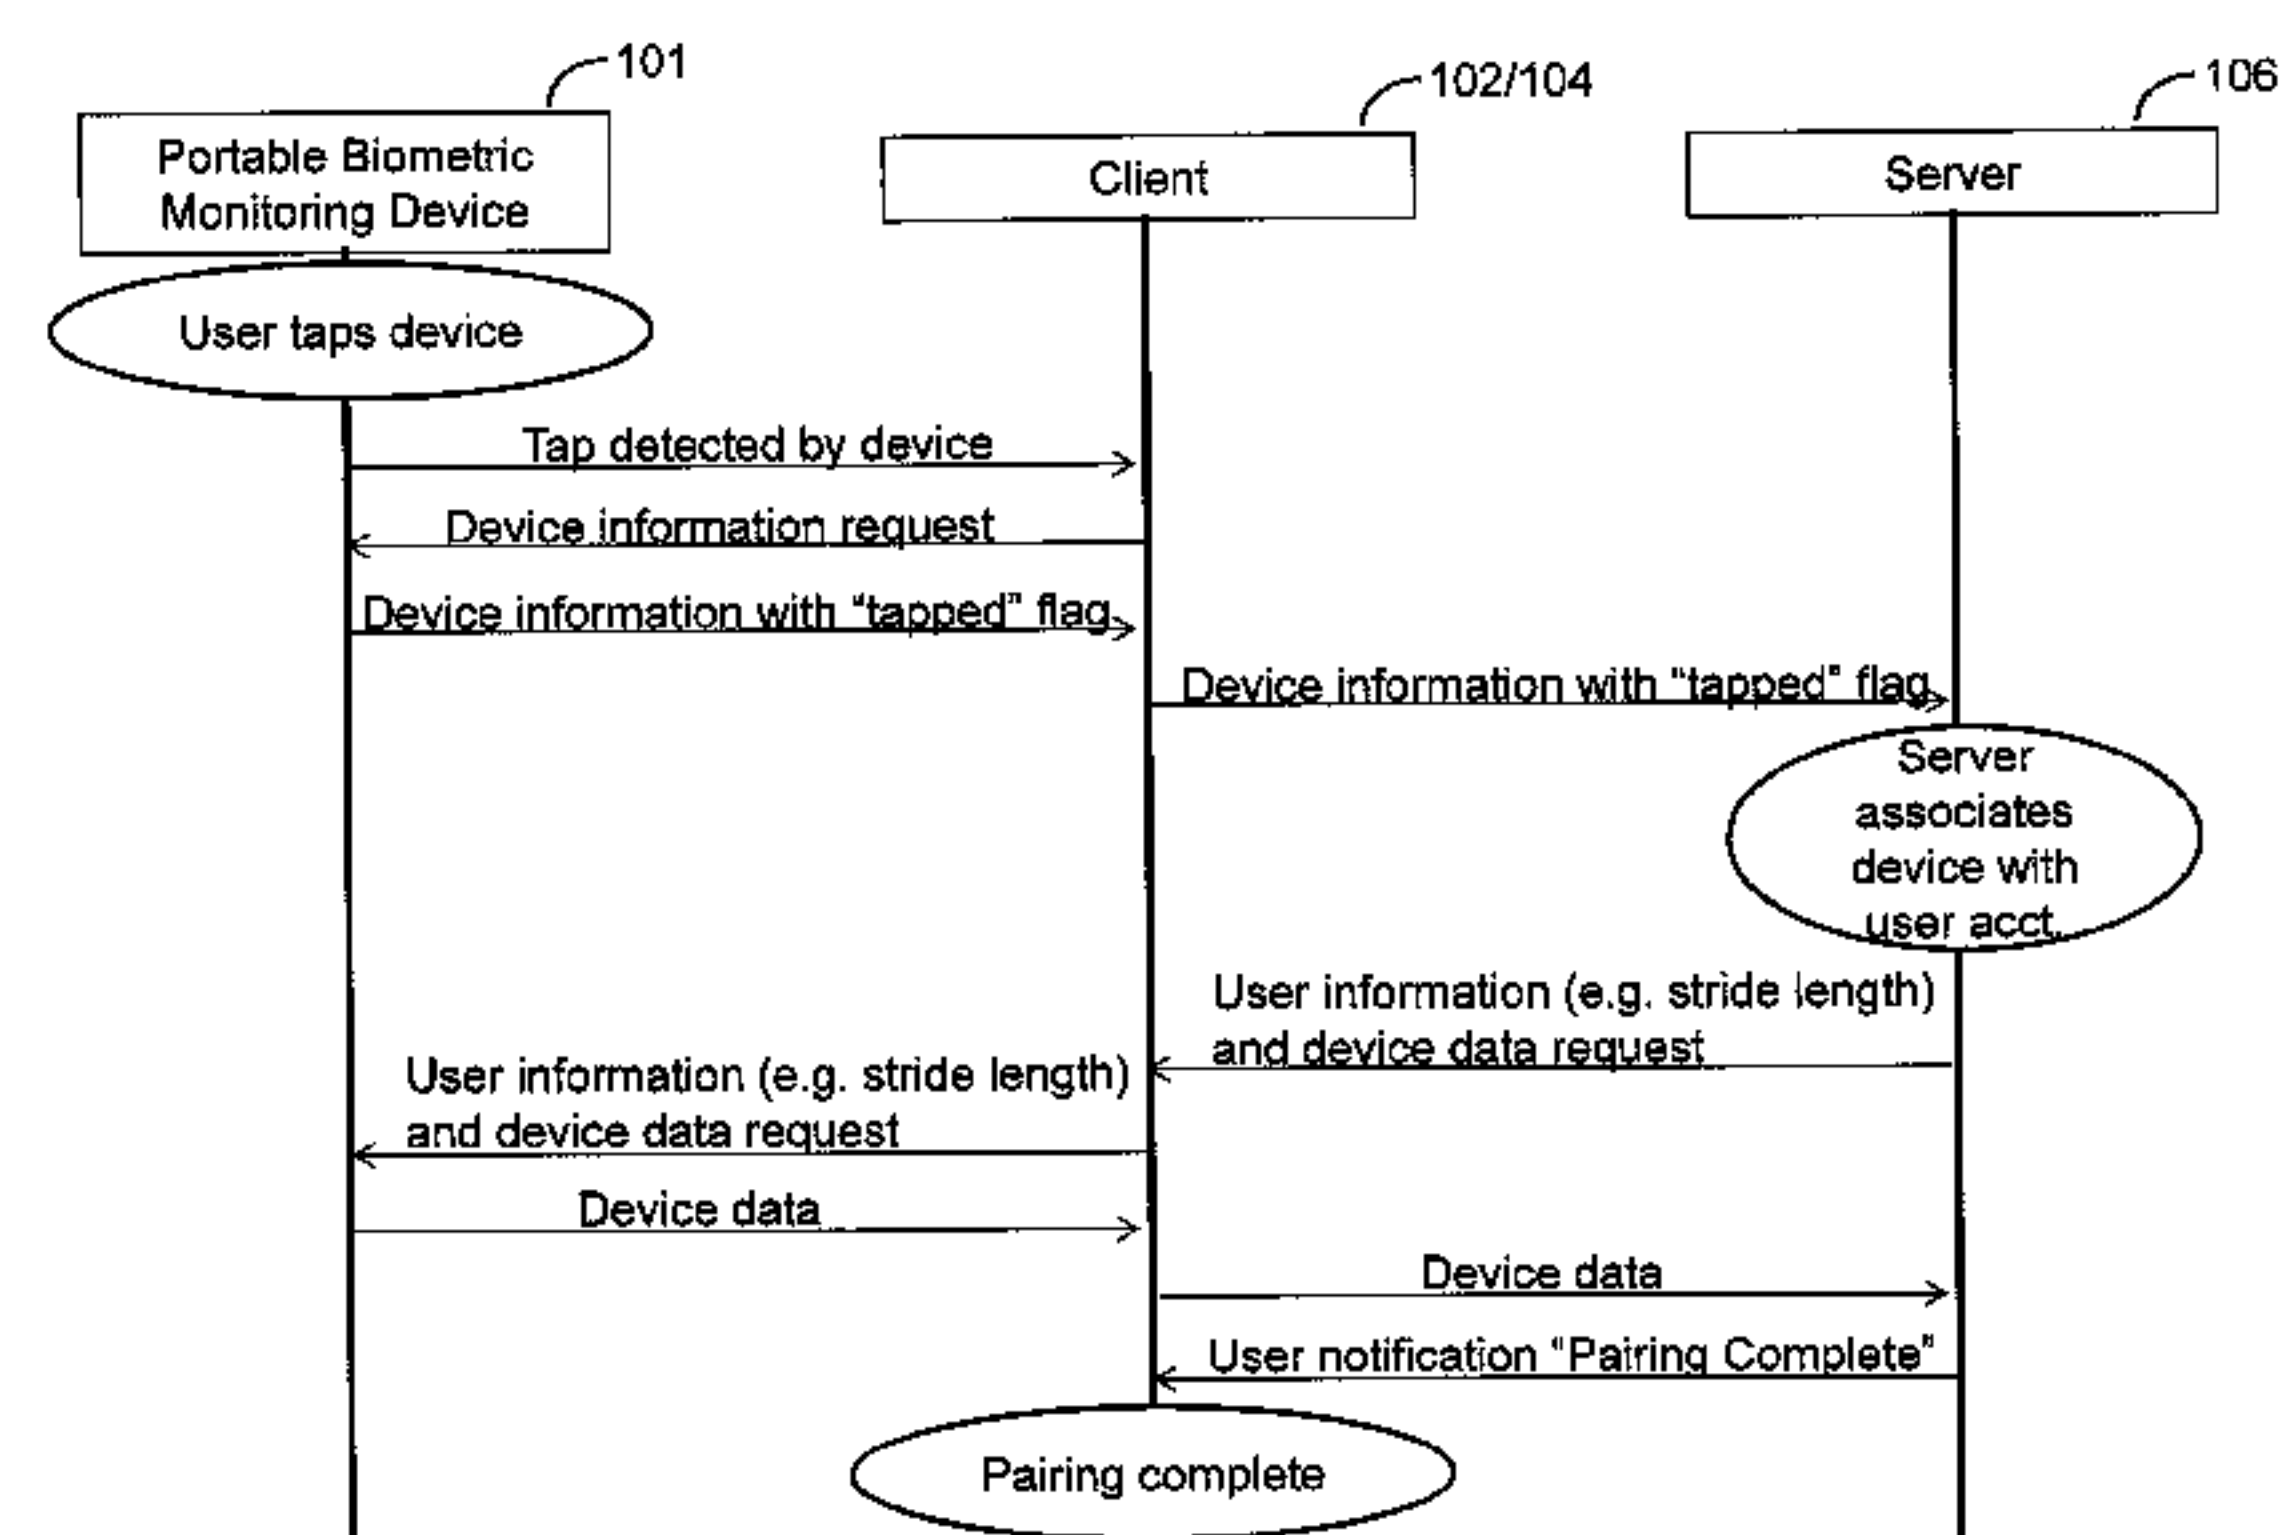 101
102/104
106
Portable Biometric
Monitoring Device
Client
Server
User taps device
Tap detected by device
Device information request
Device information with “tapped” flag
Device information with “tapped” flag
Server
associates
device with
user acct.
User information (e.g. stride length)
and device data request
User information (e.g. stride length)
and device data request
Device data
Device data
User notification “Pairing Complete”
Pairing complete